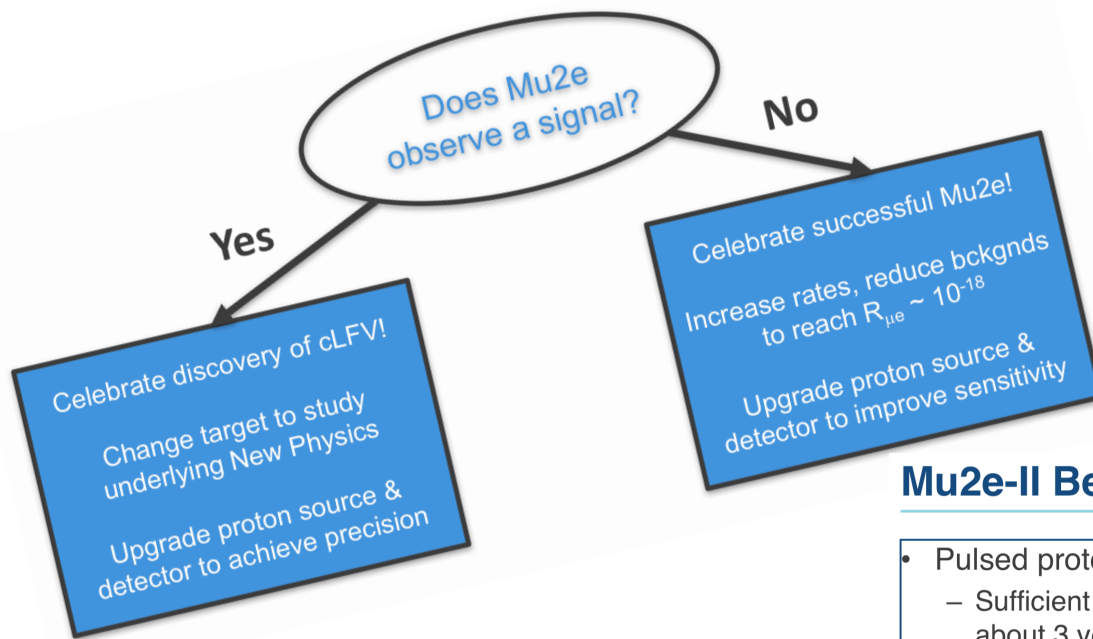 Does Mu2e
observe a signal?
Yes
No
Celebrate discovery of cLFV!
Change target to study
underlying New Physics
Upgrade proton source &
detector to achieve precision
Celebrate successful Mu2e!
Increase rates, reduce bckgnds
to reach Rμe ~ 10⁻¹⁸
Upgrade proton source &
detector to improve sensitivity
Mu2e-II
• Pulsed
– Sufficient
about 3